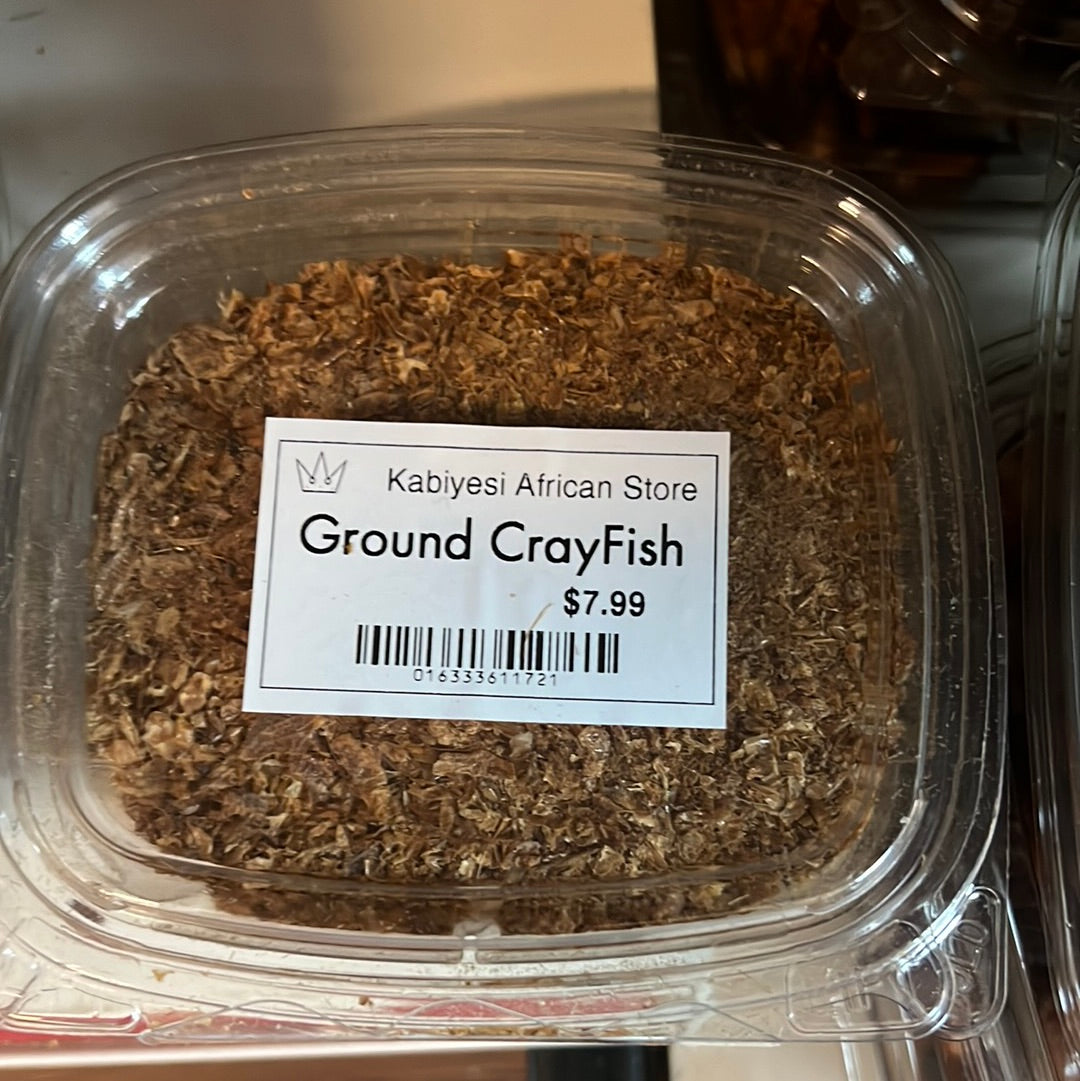 Kabiyesi African Store
Ground CrayFish
$7.99
016333611721